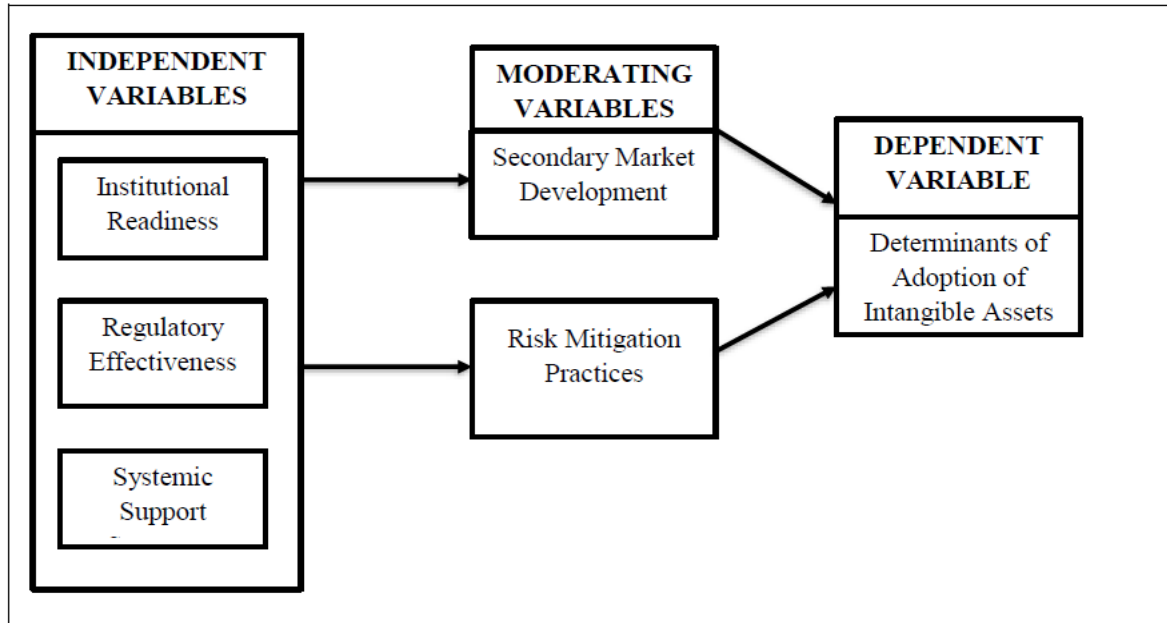 INDEPENDENT
VARIABLES
Institutional
Readiness
Regulatory
Effectiveness
Systemic
Support
MODERATING
VARIABLES
Secondary Market
Development
Risk Mitigation
Practices
DEPENDENT
VARIABLE
Determinants of
Adoption of
Intangible Assets